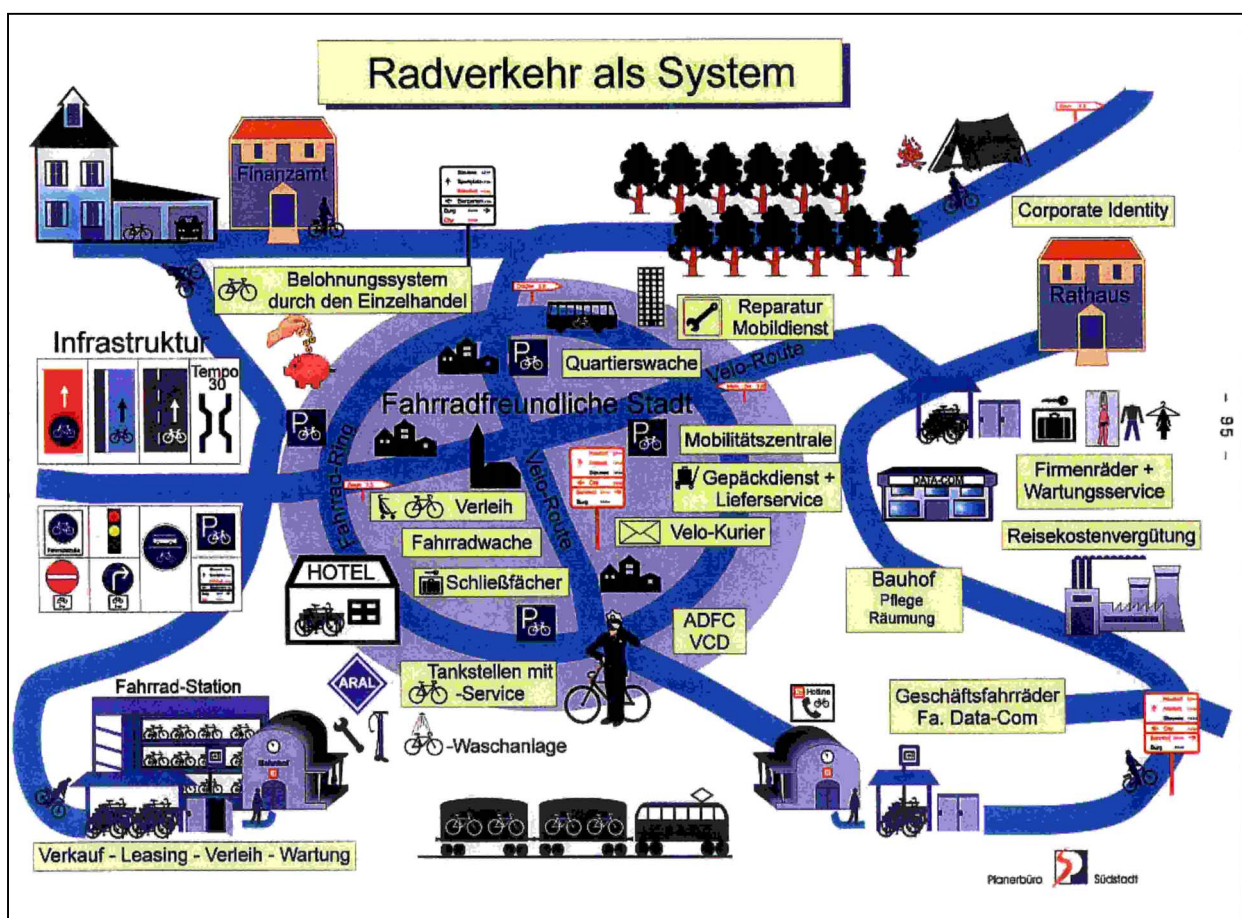 Radverkehr als System
Finanzamt
Corporate Identity
Rathaus
Belohnungssystem
durch den Einzelhandel
Reparatur
Mobildienst
Infrastruktur
Tempo
30
P
Quartierswache
Velo-Route
Fahrradfreundliche Stadt
P
P
Mobilitätszentrale
Fahrrad-Ring
Velo-Route
Gepäckdienst +
Lieferservice
DATA-COM
Firmenräder +
Wartungsservice
- 95 -
Verleih
Fahrradwache
Velo-Kurier
Reisekostenvergütung
P
HOTEL
Schließfächer
P
Bauhof
Pflege
Räumung
ADFC
VCD
Tankstellen mit
-Service
ARAL
Fahrrad-Station
-Waschanlage
Hotline
Geschäftsfahrräder
Fa. Data-Com
Bahnhof
Verkauf - Leasing - Verleih - Wartung
Planerbüro
Südstadt